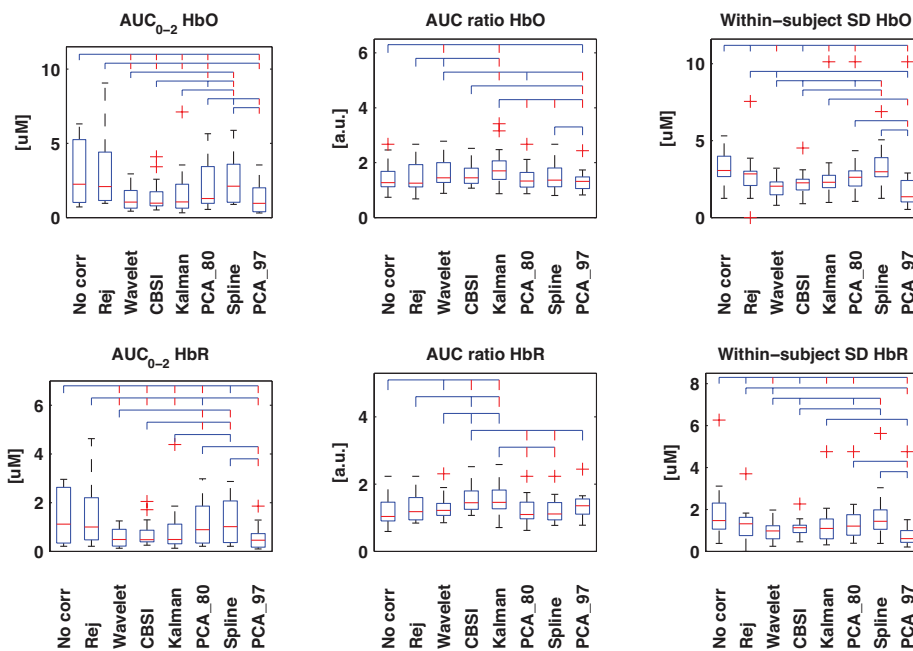 AUC0−2 HbO
[uM]
10
5
0
No corr
Rej
Wavelet
CBSI
Kalman
PCA_80
Spline
PCA_97
AUC ratio HbO
[a.u.]
6
4
2
0
No corr
Rej
Wavelet
CBSI
Kalman
PCA_80
Spline
PCA_97
Within−subject SD HbO
[uM]
10
5
0
No corr
Rej
Wavelet
CBSI
Kalman
PCA_80
Spline
PCA_97
AUC0−2 HbR
[uM]
6
4
2
0
No corr
Rej
Wavelet
CBSI
Kalman
PCA_80
Spline
PCA_97
AUC ratio HbR
[a.u.]
4
2
0
No corr
Rej
Wavelet
CBSI
Kalman
PCA_80
Spline
PCA_97
Within−subject SD HbR
[uM]
8
6
4
2
0
No corr
Rej
Wavelet
CBSI
Kalman
PCA_80
Spline
PCA_97